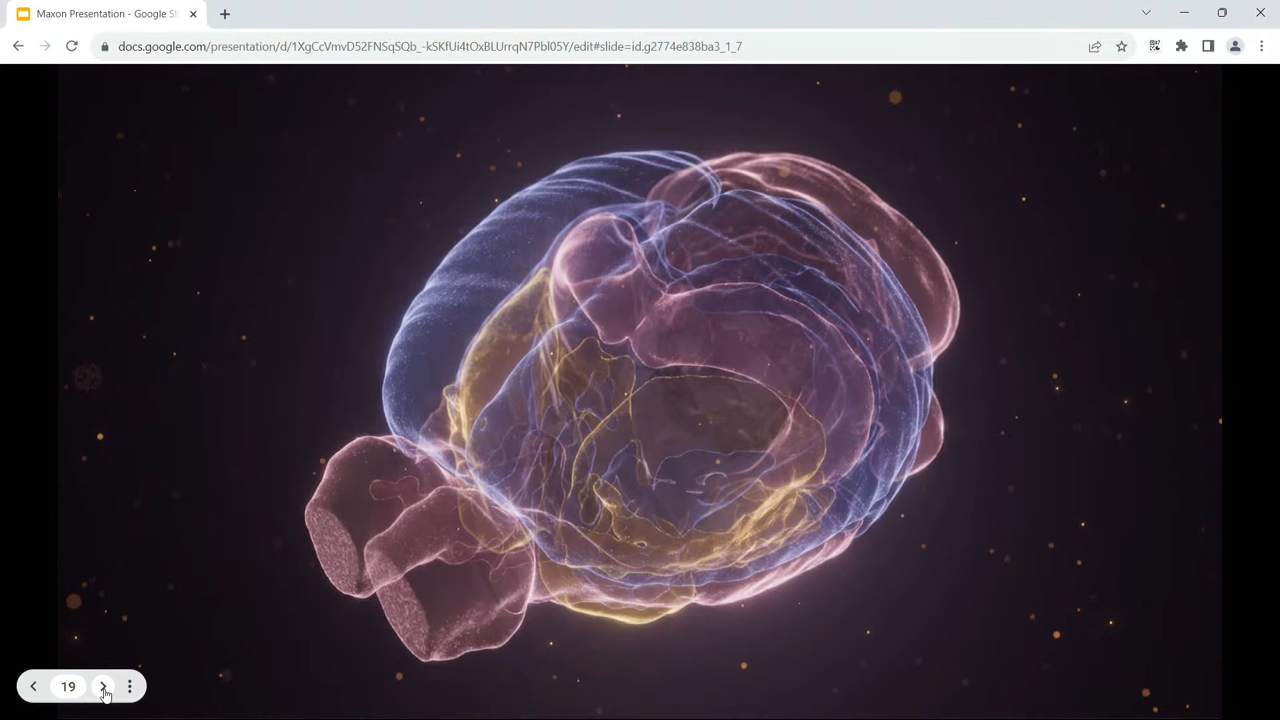 Maxon Presentation - Google Sl
docs.google.com/presentation/d/1XgCcVmvD52FNSqSQb_-kSKfUi4tOxBLUrrqN7Pbl05Y/edit#slide=id.g2774e838ba3_1_7
19